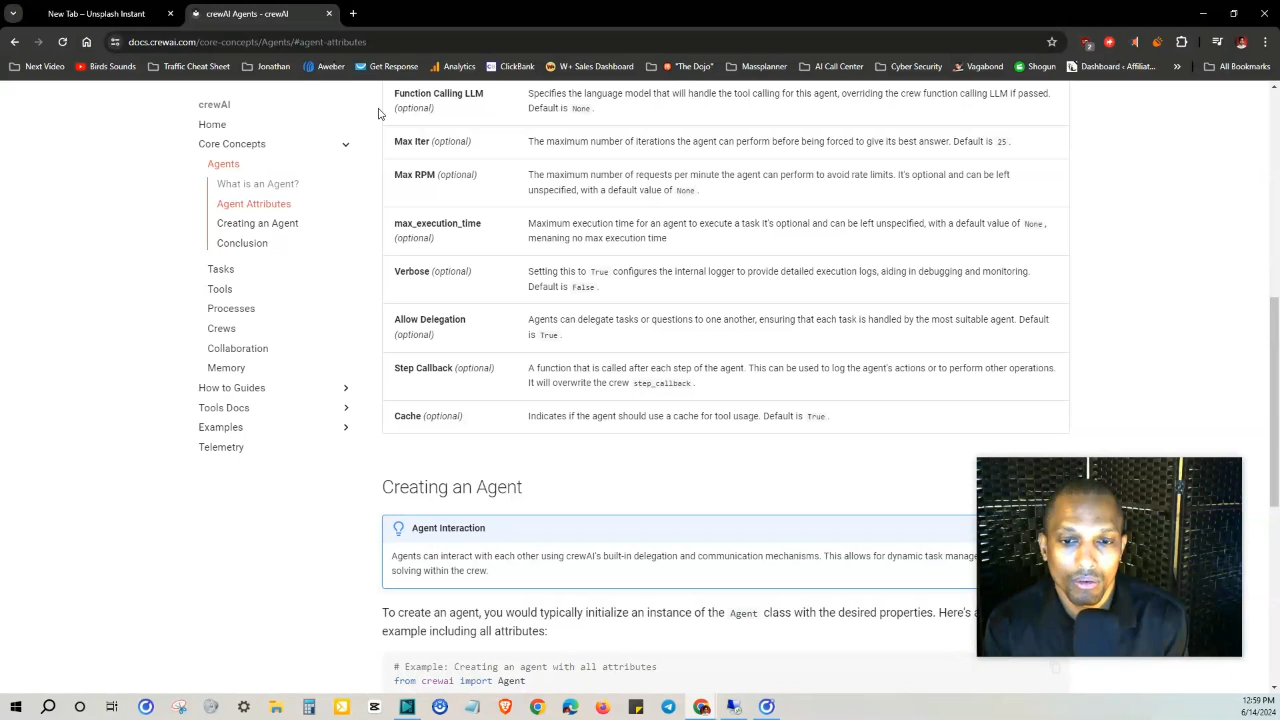 New Tab – Unsplash Instant
crewAI Agents - crewAI
docs.crewai.com/core-concepts/Agents/#agent-attributes
2
Next Video
Birds Sounds
Traffic Cheat Sheet
Jonathan
Aweber
Get Response
Analytics
ClickBank
W+ Sales Dashboard
"The Dojo"
Massplanner
AI Call Center
Cyber Security
Vagabond
Shogun
Dashboard ‹ Affiliat...
All Bookmarks
crewAI
Home
Core Concepts
Agents
What is an Agent?
Agent Attributes
Creating an Agent
Conclusion
Tasks
Tools
Processes
Crews
Collaboration
Memory
How to Guides
Tools Docs
Examples
Telemetry
Function Calling LLM (optional)
Specifies the language model that will handle the tool calling for this agent, overriding the crew function calling LLM if passed.
Default is None.
Max Iter (optional)
The maximum number of iterations the agent can perform before being forced to give its best answer. Default is 25.
Max RPM (optional)
The maximum number of requests per minute the agent can perform to avoid rate limits. It's optional and can be left
unspecified, with a default value of None.
max_execution_time
(optional)
Maximum execution time for an agent to execute a task It's optional and can be left unspecified, with a default value of None,
menaning no max execution time
Verbose (optional)
Setting this to True configures the internal logger to provide detailed execution logs, aiding in debugging and monitoring.
Default is False.
Allow Delegation
(optional)
Agents can delegate tasks or questions to one another, ensuring that each task is handled by the most suitable agent. Default
is True.
Step Callback (optional)
A function that is called after each step of the agent. This can be used to log the agent's actions or to perform other operations.
It will overwrite the crew step_callback.
Cache (optional)
Indicates if the agent should use a cache for tool usage. Default is True.
Creating an Agent
Agent Interaction
Agents can interact with each other using crewAI's built-in delegation and communication mechanisms. This allows for dynamic task manage
solving within the crew.
To create an agent, you would typically initialize an instance of the Agent class with the desired properties. Here's a
example including all attributes:
# Example: Creating an agent with all attributes
from crewai import Agent
12:59 PM
6/14/2024